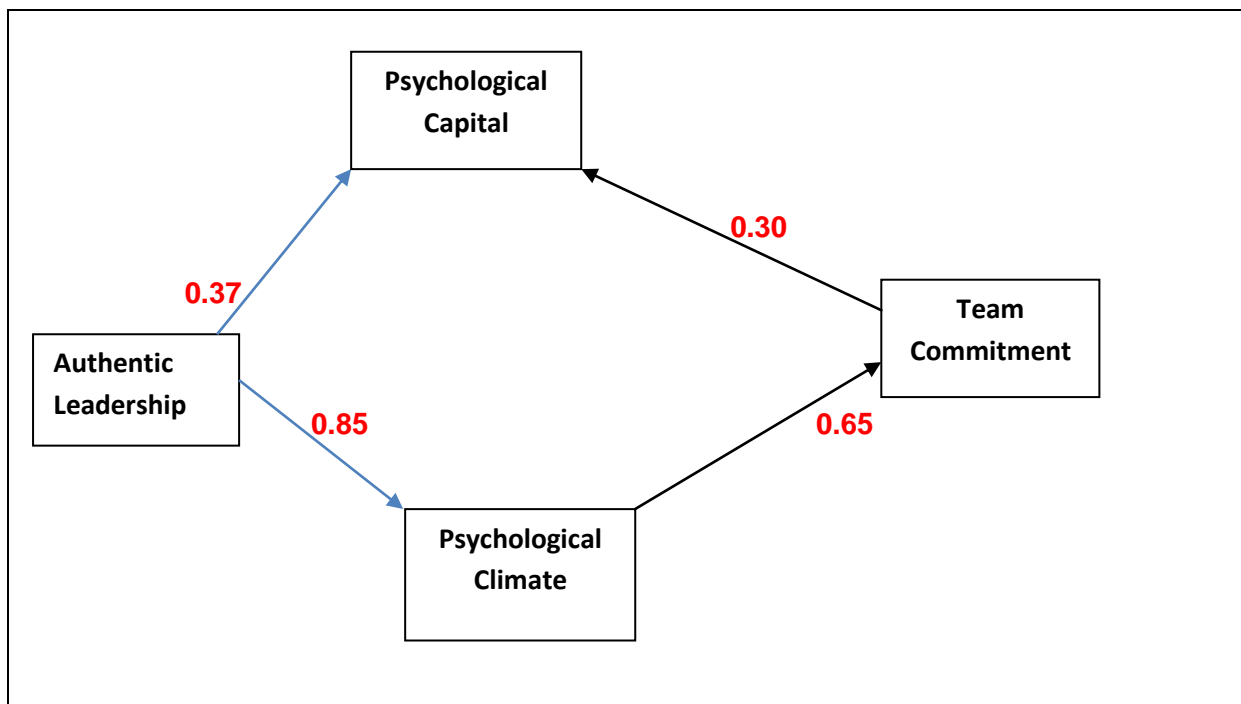 Psychological
Capital
0.30
0.37
Team
Commitment
Authentic
Leadership
0.85
0.65
Psychological
Climate